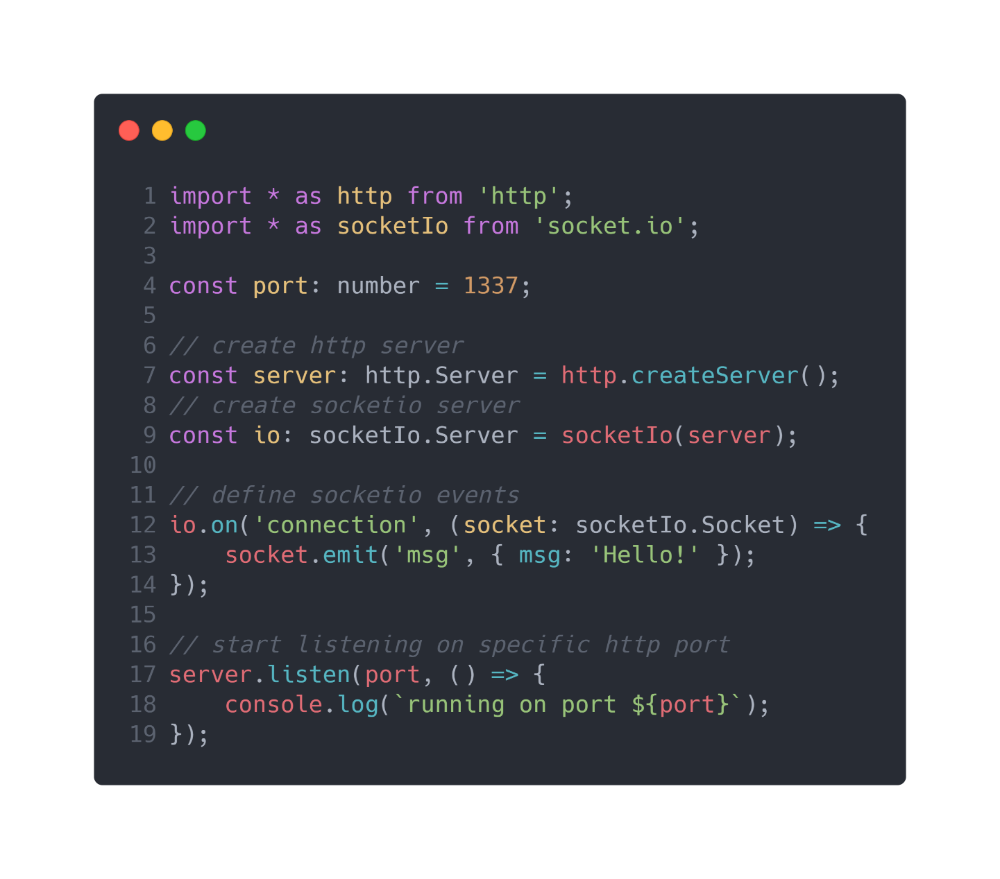 1 import * as http from 'http';
2 import * as socketIo from 'socket.io';
3
4 const port: number = 1337;
5
6 // create http server
7 const server: http.Server = http.createServer();
8 // create socketio server
9 const io: socketIo.Server = socketIo(server);
10
11 // define socketio events
12 io.on('connection', (socket: socketIo.Socket) => {
13     socket.emit('msg', { msg: 'Hello!' });
14 });
15
16 // start listening on specific http port
17 server.listen(port, () => {
18     console.log(`running on port ${port}`);
19 });